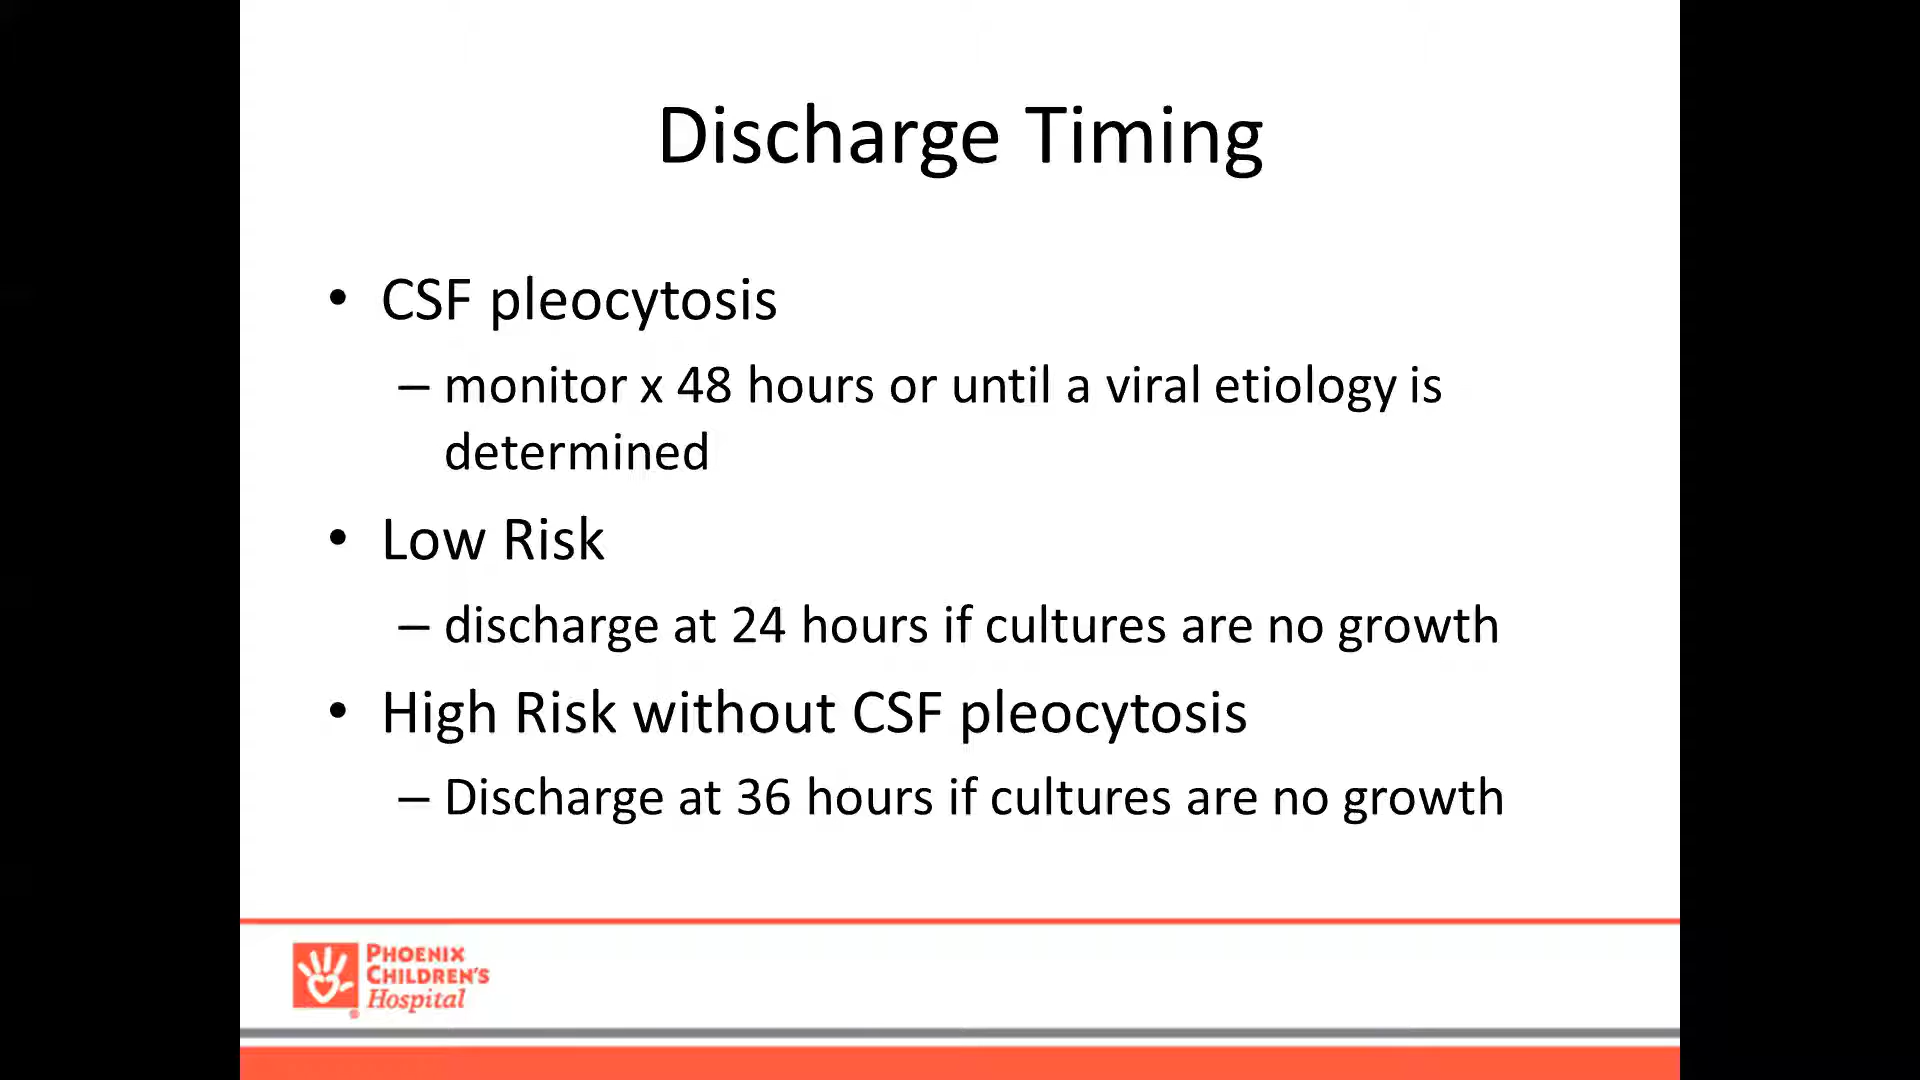 Discharge Timing
• CSF pleocytosis
– monitor x 48 hours or until a viral etiology is
determined
• Low Risk
– discharge at 24 hours if cultures are no growth
• High Risk without CSF pleocytosis
– Discharge at 36 hours if cultures are no growth
PHOENIX
CHILDREN'S
Hospital
®